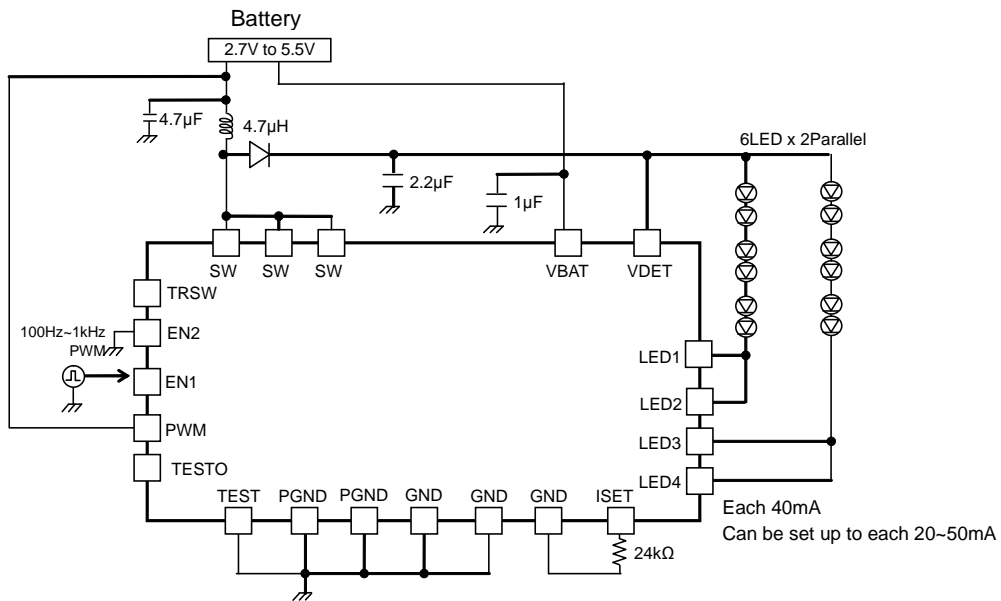 Battery
2.7V to 5.5V
4.7µF
4.7µH
6LED x 2Parallel
2.2µF
1µF
SW
SW
SW
VBAT
VDET
TRSW
100Hz~1kHz
PWM
EN2
EN1
PWM
TESTO
LED1
LED2
LED3
LED4
TEST
PGND
PGND
GND
GND
GND
ISET
Each 40mA
Can be set up to each 20~50mA
24kΩ